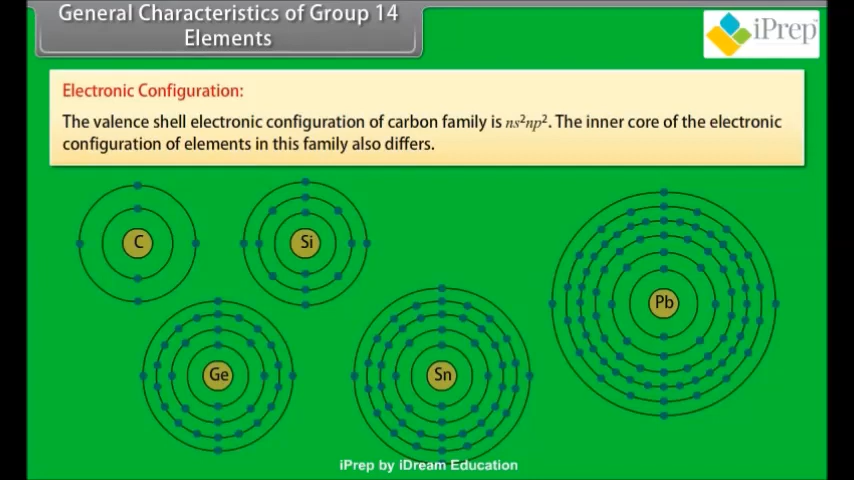 General Characteristics of Group 14
Elements
iPrep™
Electronic Configuration:
The valence shell electronic configuration of carbon family is ns²np². The inner core of the electronic
configuration of elements in this family also differs.
C
Si
Pb
Ge
Sn
iPrep by iDream Education